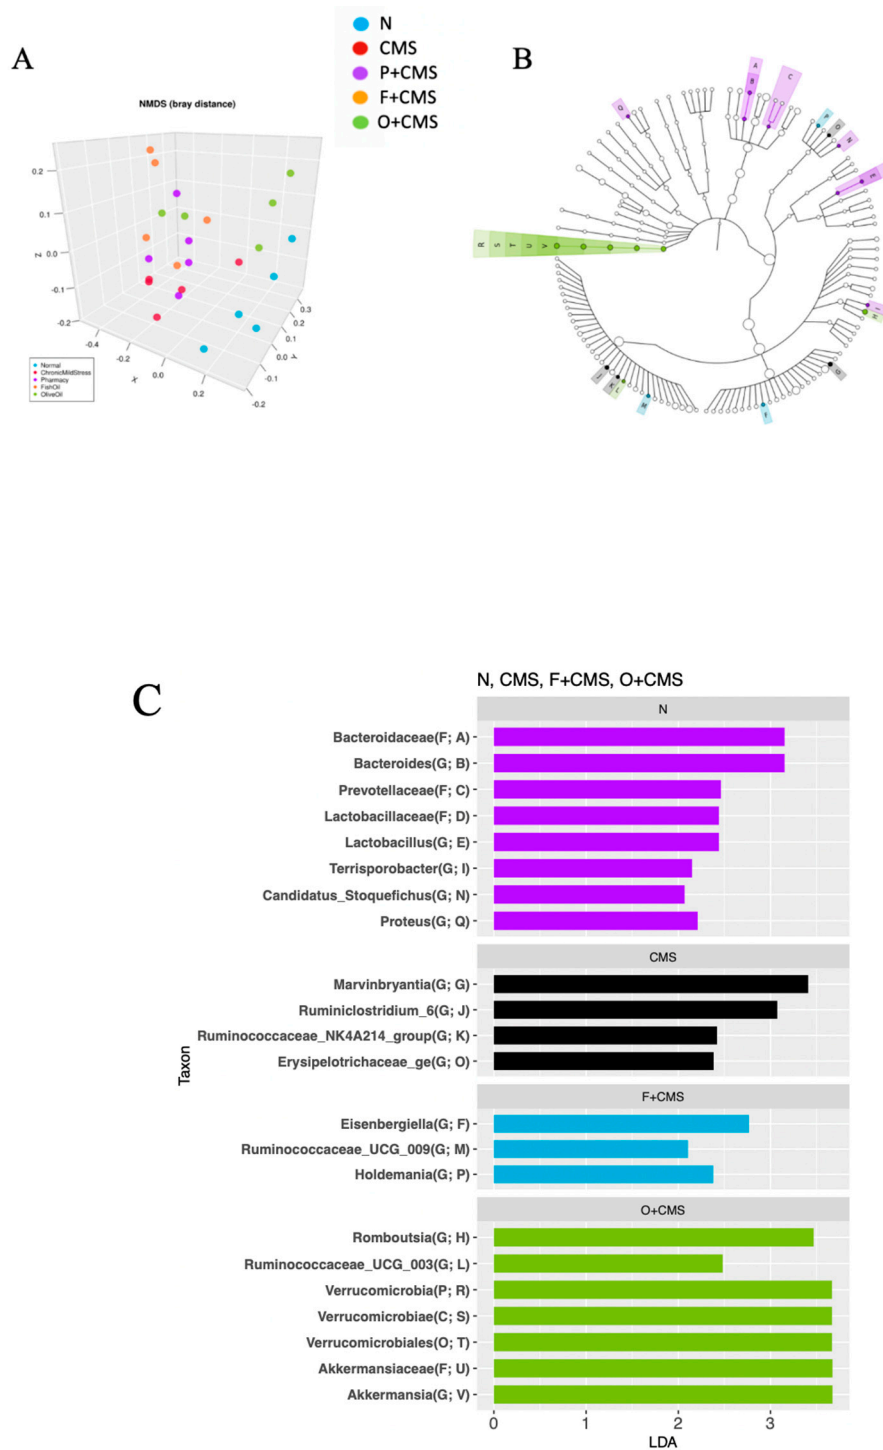 A
N
CMS
P+CMS
F+CMS
O+CMS
NMDS (bray distance)
0.2
0.1
0.0
-0.1
-0.2
Z
-0.4
-0.2
0.0
0.2
X
0.3
0.2
0.1
0.0
-0.1
-0.2
Y
Normal
ChronicMildStress
Pharmacy
FishOil
OliveOil
B
A
B
C
Q
P
O
N
E
R S T U V
I
H
G
J
K
L
M
F
C
N, CMS, F+CMS, O+CMS
N
Bacteroidaceae(F; A)
Bacteroides(G; B)
Prevotellaceae(F; C)
Lactobacillaceae(F; D)
Lactobacillus(G; E)
Terrisporobacter(G; I)
Candidatus_Stoquefichus(G; N)
Proteus(G; Q)
CMS
Marvinbryantia(G; G)
Ruminiclostridium_6(G; J)
Ruminococcaceae_NK4A214_group(G; K)
Erysipelotrichaceae_ge(G; O)
F+CMS
Eisenbergiella(G; F)
Ruminococcaceae_UCG_009(G; M)
Holdemania(G; P)
O+CMS
Romboutsia(G; H)
Ruminococcaceae_UCG_003(G; L)
Verrucomicrobia(P; R)
Verrucomicrobiae(C; S)
Verrucomicrobiales(O; T)
Akkermansiaceae(F; U)
Akkermansia(G; V)
Taxon
0 1 2 3
LDA